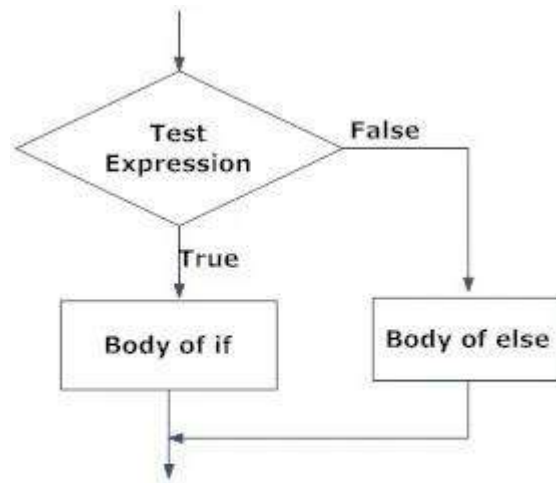 Test
Expression
False
True
Body of if
Body of else